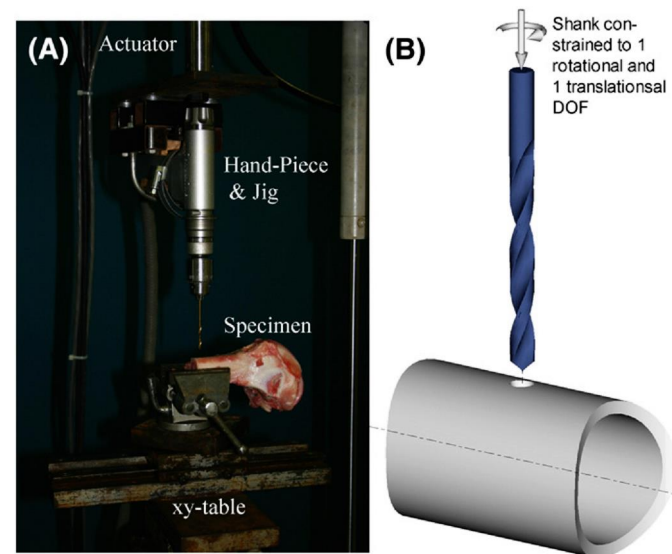 (A)
Actuator
Hand-Piece
& Jig
Specimen
xy-table
(B)
Shank con-
strained to 1
rotational and
1 translationsal
DOF